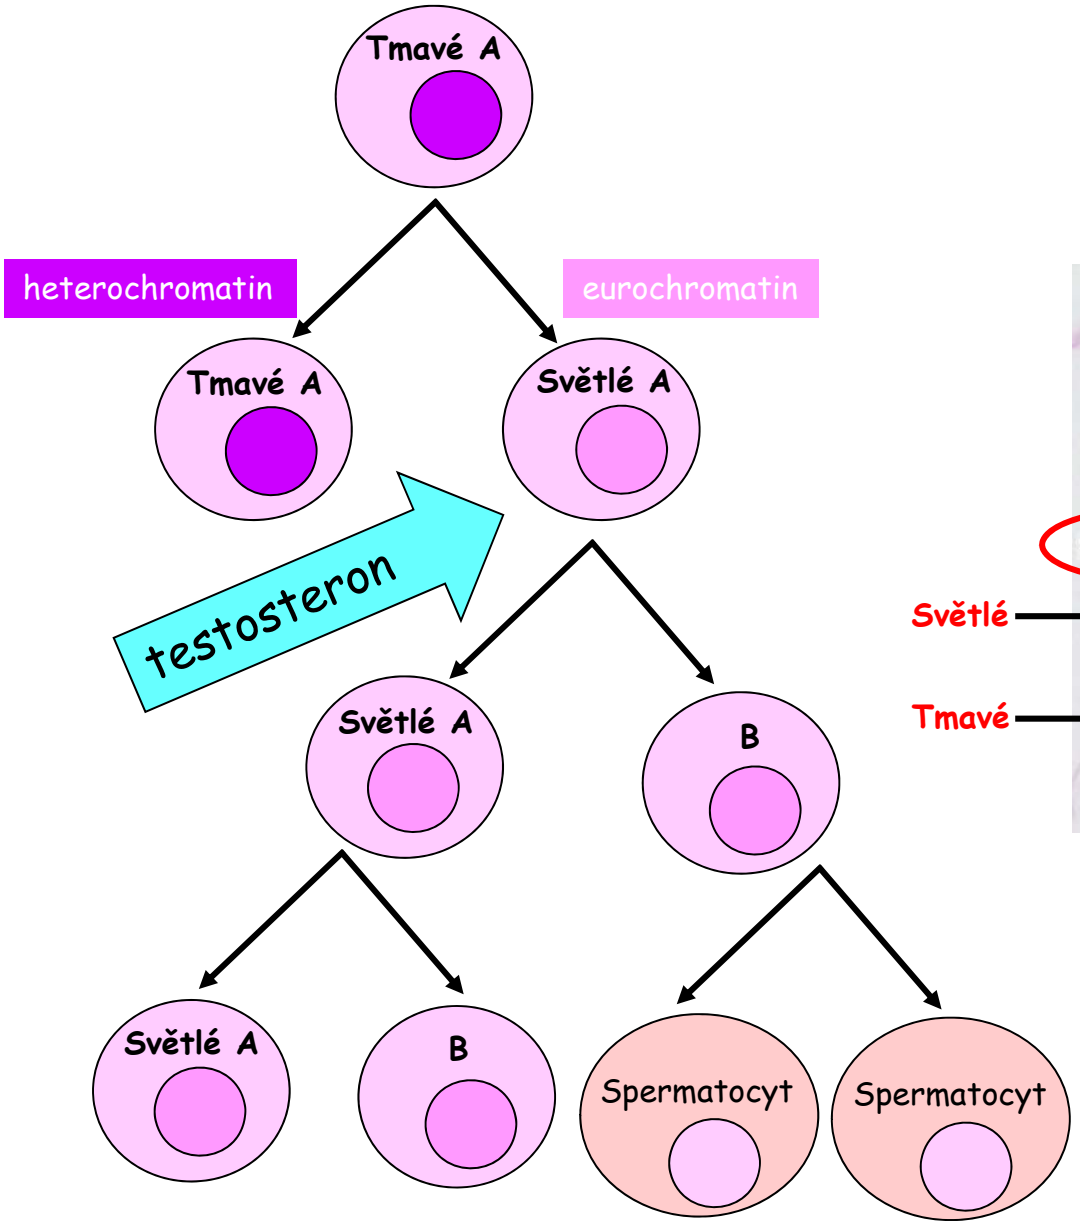 Tmavé A
heterochromatin
eurochromatin
Tmavé A
Světlé A
testosteron
Světlé
Tmavé
Světlé A
B
Světlé A
B
Spermatocyt
Spermatocyt